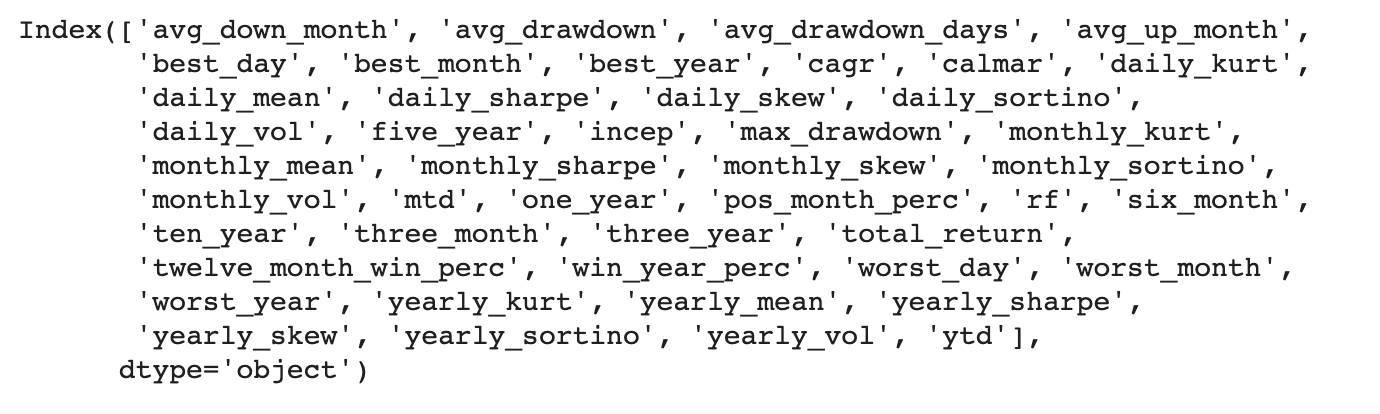 Index(['avg_down_month', 'avg_drawdown', 'avg_drawdown_days', 'avg_up_month',
'best_day', 'best_month', 'best_year', 'cagr', 'calmar', 'daily_kurt',
'daily_mean', 'daily_sharpe', 'daily_skew', 'daily_sortino',
'daily_vol', 'five_year', 'incep', 'max_drawdown', 'monthly_kurt',
'monthly_mean', 'monthly_sharpe', 'monthly_skew', 'monthly_sortino',
'monthly_vol', 'mtd', 'one_year', 'pos_month_perc', 'rf', 'six_month',
'ten_year', 'three_month', 'three_year', 'total_return',
'twelve_month_win_perc', 'win_year_perc', 'worst_day', 'worst_month',
'worst_year', 'yearly_kurt', 'yearly_mean', 'yearly_sharpe',
'yearly_skew', 'yearly_sortino', 'yearly_vol', 'ytd'],
dtype='object')